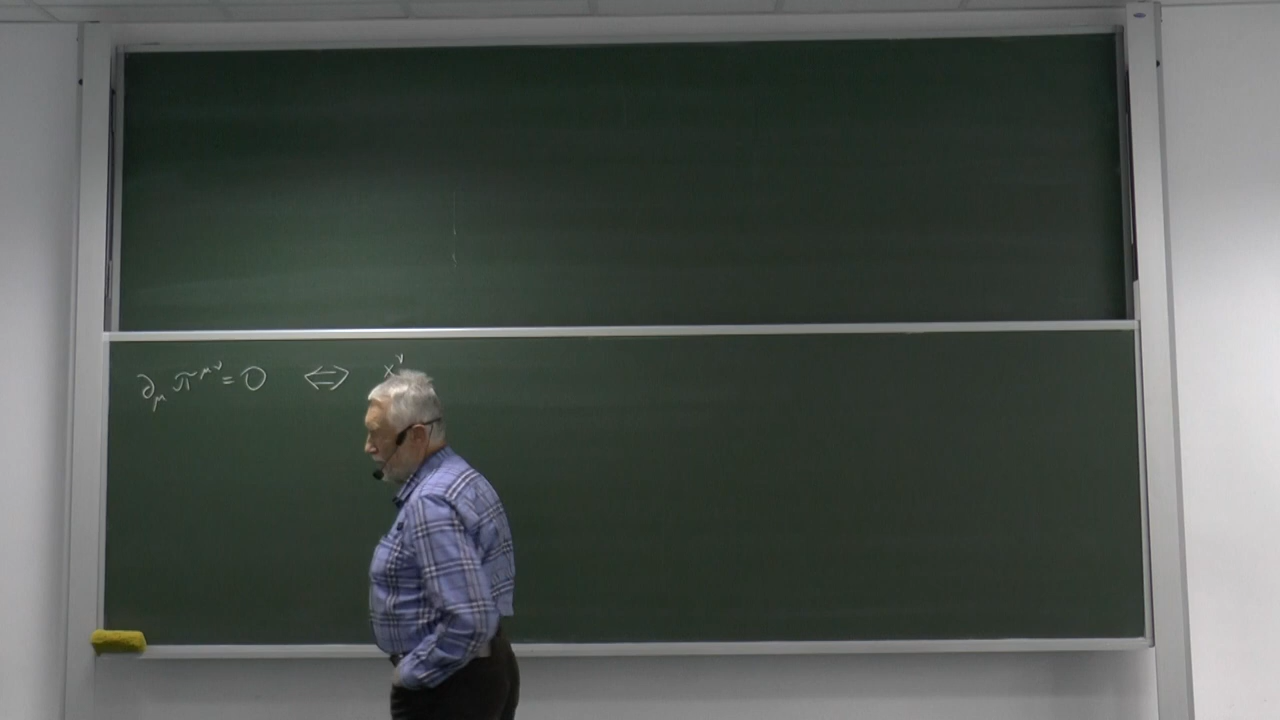 ∂_μ π^{μν} = 0 ⇔ x^ν